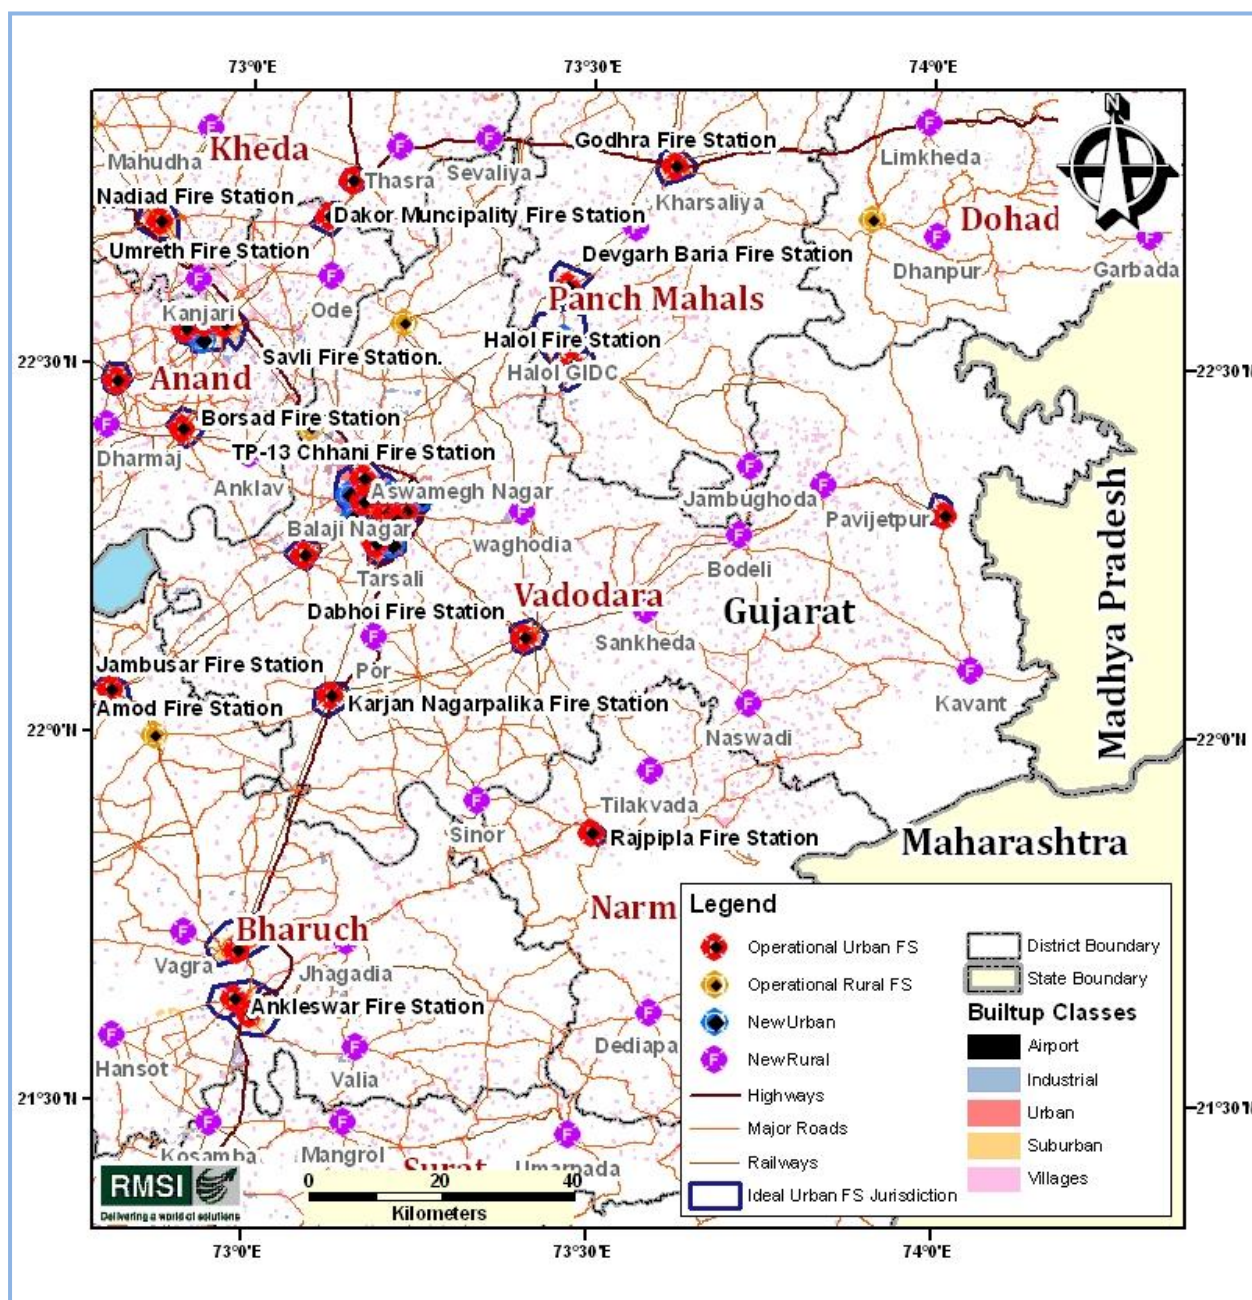 73°0'E 73°30'E 74°0'E
N
Godhra Fire Station
Mahudha
Kheda
Sevaliya
Limkheda
Thasra
Kharsaliya
Nadiad Fire Station
Dakor Muncipality Fire Station
Dohad
Umreth Fire Station
Devgarh Baria Fire Station
Dhanpur
Garbada
Ode
Kanjari
Panch Mahals
Halol Fire Station
22°30'N
Savli Fire Station.
Halol GIDC
22°30'N
Anand
Borsad Fire Station
TP-13 Chhani Fire Station
Dharmaj
Anklav
Aswamegh Nagar
Jambughoda
Pavijetpur
Balaji Nagar
waghodia
Bodeli
Tarsali
Madhya Pradesh
Vadodara
Dabhoi Fire Station
Gujarat
Sankheda
Jambusar Fire Station
Por
Amod Fire Station
Karjan Nagarpalika Fire Station
Kavant
22°0'N
Naswadi
22°0'N
Tilakvada
Sinor
Rajpipla Fire Station
Maharashtra
Narm
Bharuch
Vagra
Jhagadia
Ankleswar Fire Station
Dediapa
Hansot
Valia
21°30'N
21°30'N
Kosamba
Mangrol
Surat
Umarpada
Legend
Operational Urban FS
Operational Rural FS
New Urban
New Rural
Highways
Major Roads
Railways
Ideal Urban FS Jurisdiction
District Boundary
State Boundary
Builtup Classes
Airport
Industrial
Urban
Suburban
Villages
RMSI
Delivering a world of solutions
0 20 40
Kilometers
73°0'E 73°30'E 74°0'E